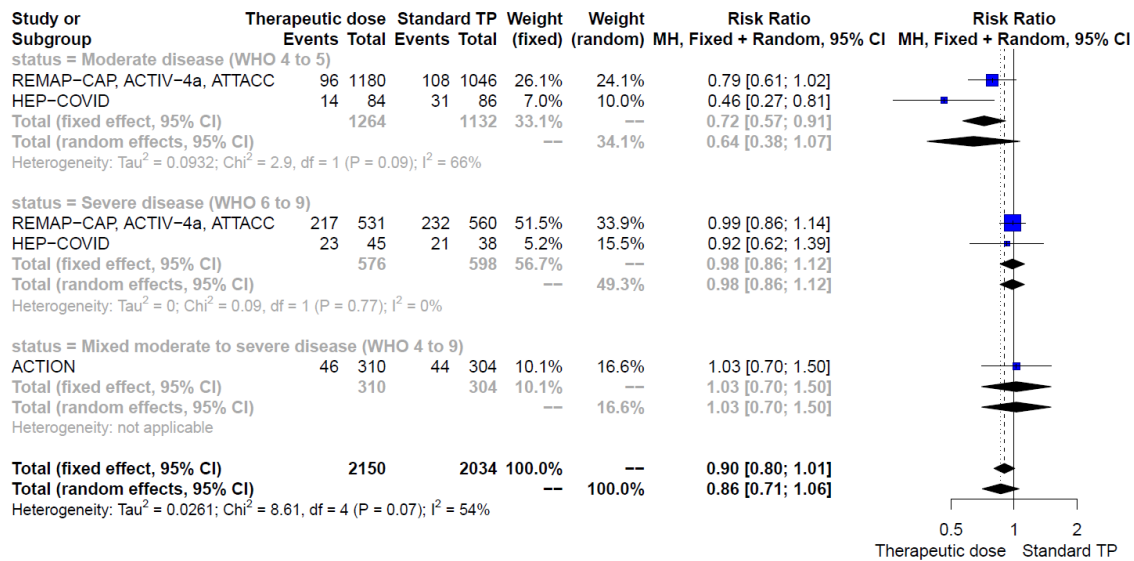 Study or Therapeutic dose Standard TP Weight Weight Risk Ratio Risk Ratio
Subgroup Events Total Events Total (fixed) (random) MH, Fixed + Random, 95% CI MH, Fixed + Random, 95% CI
status = Moderate disease (WHO 4 to 5)
REMAP−CAP, ACTIV−4a, ATTACC 96 1180 108 1046 26.1% 24.1% 0.79 [0.61; 1.02]
HEP−COVID 14 84 31 86 7.0% 10.0% 0.46 [0.27; 0.81]
Total (fixed effect, 95% CI) 1264 1132 33.1% −− 0.72 [0.57; 0.91]
Total (random effects, 95% CI) −− 34.1% 0.64 [0.38; 1.07]
Heterogeneity: Tau² = 0.0932; Chi² = 2.9, df = 1 (P = 0.09); I² = 66%
status = Severe disease (WHO 6 to 9)
REMAP−CAP, ACTIV−4a, ATTACC 217 531 232 560 51.5% 33.9% 0.99 [0.86; 1.14]
HEP−COVID 23 45 21 38 5.2% 15.5% 0.92 [0.62; 1.39]
Total (fixed effect, 95% CI) 576 598 56.7% −− 0.98 [0.86; 1.12]
Total (random effects, 95% CI) −− 49.3% 0.98 [0.86; 1.12]
Heterogeneity: Tau² = 0; Chi² = 0.09, df = 1 (P = 0.77); I² = 0%
status = Mixed moderate to severe disease (WHO 4 to 9)
ACTION 46 310 44 304 10.1% 16.6% 1.03 [0.70; 1.50]
Total (fixed effect, 95% CI) 310 304 10.1% −− 1.03 [0.70; 1.50]
Total (random effects, 95% CI) −− 16.6% 1.03 [0.70; 1.50]
Heterogeneity: not applicable
Total (fixed effect, 95% CI) 2150 2034 100.0% −− 0.90 [0.80; 1.01]
Total (random effects, 95% CI) −− 100.0% 0.86 [0.71; 1.06]
Heterogeneity: Tau² = 0.0261; Chi² = 8.61, df = 4 (P = 0.07); I² = 54%
0.5 1 2
Therapeutic dose Standard TP